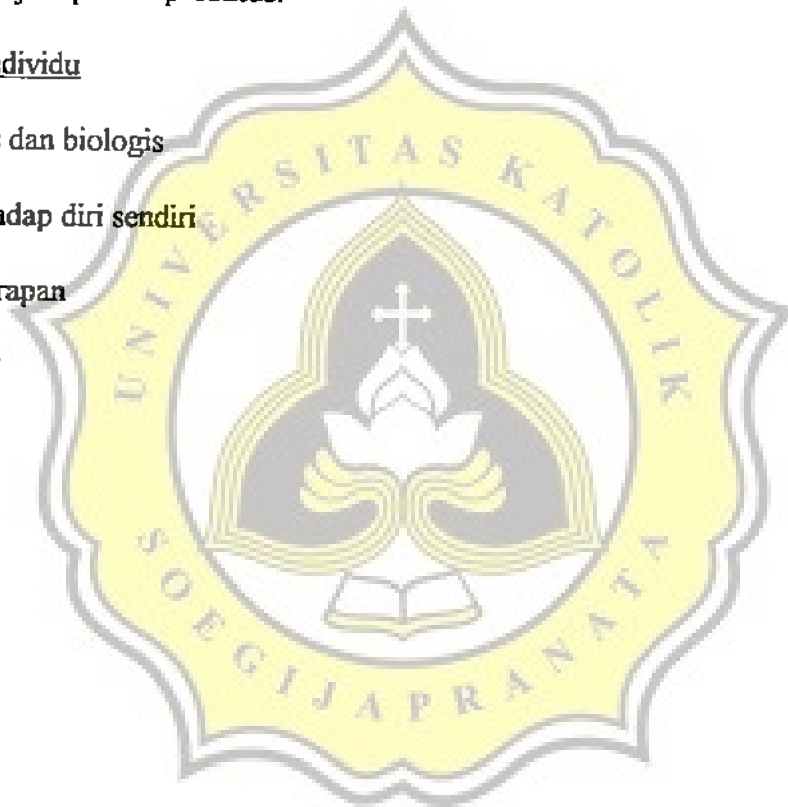 dividu
dan biologis
adap diri sendiri
rapan
UNIVERSITAS KATOLIK
SOEGIJAPRANATA